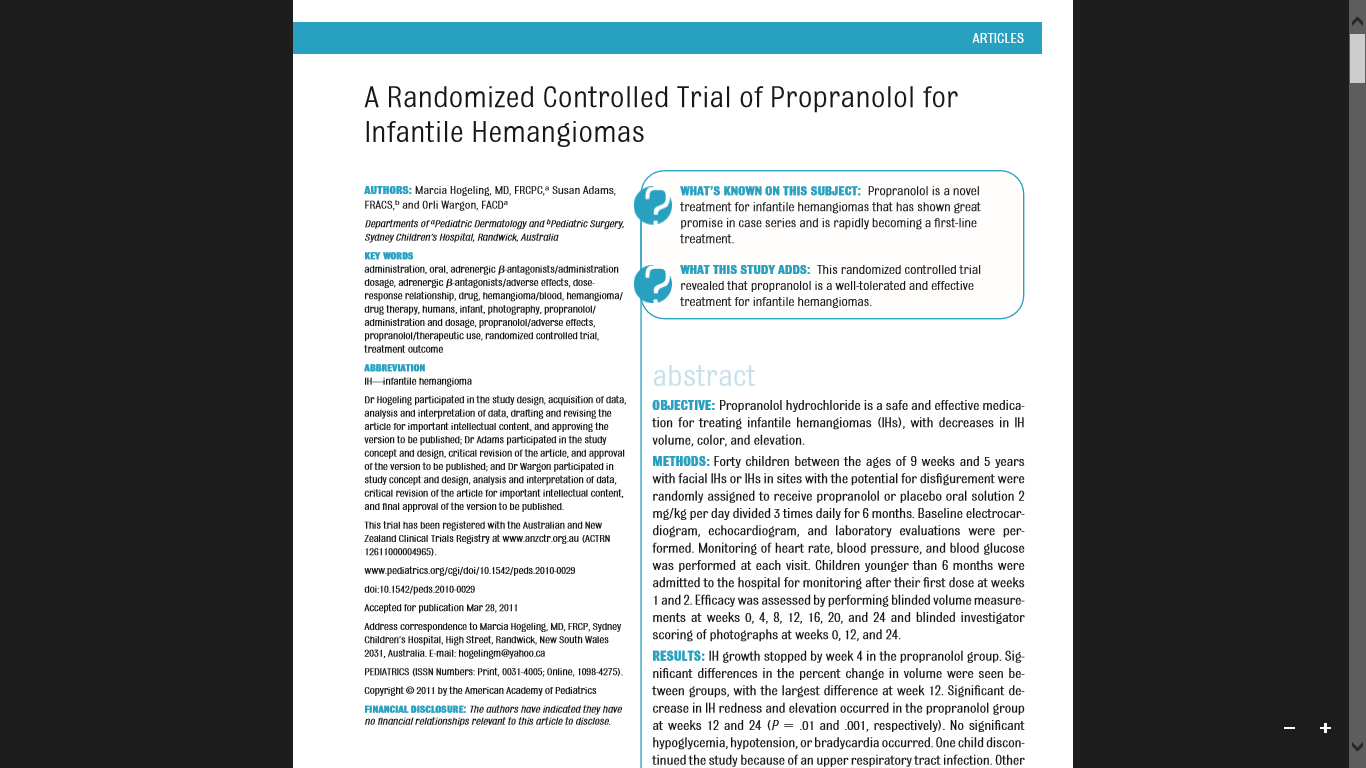 ARTICLES
A Randomized Controlled Trial of Propranolol for
Infantile Hemangiomas
AUTHORS: Marcia Hogeling, MD, FRCPC,ª Susan Adams,
FRACS,ᵇ and Orli Wargon, FACDª
Departments of ªPediatric Dermatology and ᵇPediatric Surgery,
Sydney Children's Hospital, Randwick, Australia
KEY WORDS
administration, oral, adrenergic β-antagonists/administration
dosage, adrenergic β-antagonists/adverse effects, dose-
response relationship, drug, hemangioma/blood, hemangioma/
drug therapy, humans, infant, photography, propranolol/
administration and dosage, propranolol/adverse effects,
propranolol/therapeutic use, randomized controlled trial,
treatment outcome
ABBREVIATION
IH—infantile hemangioma
Dr Hogeling participated in the study design, acquisition of data,
analysis and interpretation of data, drafting and revising the
article for important intellectual content, and approving the
version to be published; Dr Adams participated in the study
concept and design, critical revision of the article, and approval
of the version to be published; and Dr Wargon participated in
study concept and design, analysis and interpretation of data,
critical revision of the article for important intellectual content,
and final approval of the version to be published.
This trial has been registered with the Australian and New
Zealand Clinical Trials Registry at www.anzctr.org.au (ACTRN
12611000004965).
www.pediatrics.org/cgi/doi/10.1542/peds.2010-0029
doi:10.1542/peds.2010-0029
Accepted for publication Mar 28, 2011
Address correspondence to Marcia Hogeling, MD, FRCP, Sydney
Children's Hospital, High Street, Randwick, New South Wales
2031, Australia. E-mail: hogelingm@yahoo.ca
PEDIATRICS (ISSN Numbers: Print, 0031-4005; Online, 1098-4275).
Copyright © 2011 by the American Academy of Pediatrics
FINANCIAL DISCLOSURE: The authors have indicated they have
no financial relationships relevant to this article to disclose.
WHAT'S KNOWN ON THIS SUBJECT: Propranolol is a novel
treatment for infantile hemangiomas that has shown great
promise in case series and is rapidly becoming a first-line
treatment.
WHAT THIS STUDY ADDS: This randomized controlled trial
revealed that propranolol is a well-tolerated and effective
treatment for infantile hemangiomas.
abstract
OBJECTIVE: Propranolol hydrochloride is a safe and effective medica-
tion for treating infantile hemangiomas (IHs), with decreases in IH
volume, color, and elevation.
METHODS: Forty children between the ages of 9 weeks and 5 years
with facial IHs or IHs in sites with the potential for disfigurement were
randomly assigned to receive propranolol or placebo oral solution 2
mg/kg per day divided 3 times daily for 6 months. Baseline electrocar-
diogram, echocardiogram, and laboratory evaluations were per-
formed. Monitoring of heart rate, blood pressure, and blood glucose
was performed at each visit. Children younger than 6 months were
admitted to the hospital for monitoring after their first dose at weeks
1 and 2. Efficacy was assessed by performing blinded volume measure-
ments at weeks 0, 4, 8, 12, 16, 20, and 24 and blinded investigator
scoring of photographs at weeks 0, 12, and 24.
RESULTS: IH growth stopped by week 4 in the propranolol group. Sig-
nificant differences in the percent change in volume were seen be-
tween groups, with the largest difference at week 12. Significant de-
crease in IH redness and elevation occurred in the propranolol group
at weeks 12 and 24 (P = .01 and .001, respectively). No significant
hypoglycemia, hypotension, or bradycardia occurred. One child discon-
tinued the study because of an upper respiratory tract infection. Other